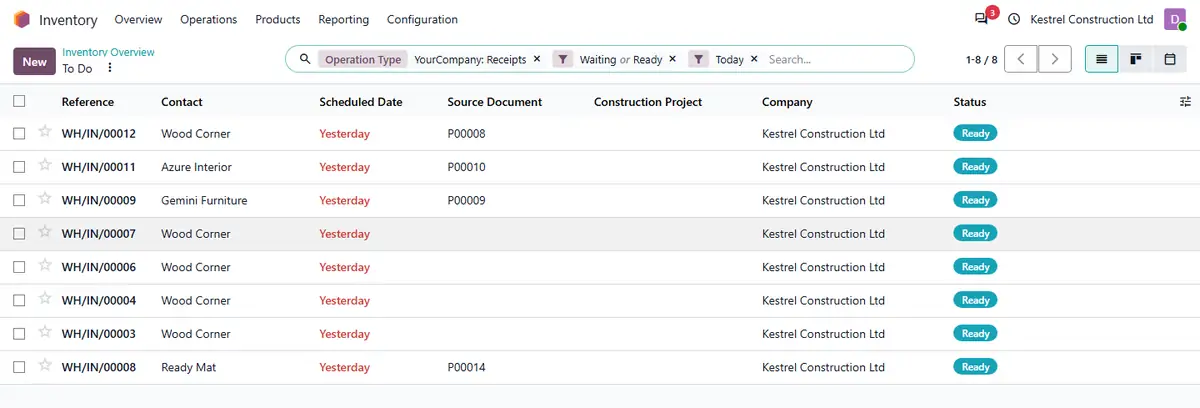 Inventory Overview Operations Products Reporting Configuration 3 Kestrel Construction Ltd D
New Inventory Overview
To Do
Operation Type YourCompany: Receipts × Waiting or Ready × Today × Search... 1-8 / 8
Reference Contact Scheduled Date Source Document Construction Project Company Status
WH/IN/00012 Wood Corner Yesterday P00008 Kestrel Construction Ltd Ready
WH/IN/00011 Azure Interior Yesterday P00010 Kestrel Construction Ltd Ready
WH/IN/00009 Gemini Furniture Yesterday P00009 Kestrel Construction Ltd Ready
WH/IN/00007 Wood Corner Yesterday Kestrel Construction Ltd Ready
WH/IN/00006 Wood Corner Yesterday Kestrel Construction Ltd Ready
WH/IN/00004 Wood Corner Yesterday Kestrel Construction Ltd Ready
WH/IN/00003 Wood Corner Yesterday Kestrel Construction Ltd Ready
WH/IN/00008 Ready Mat Yesterday P00014 Kestrel Construction Ltd Ready